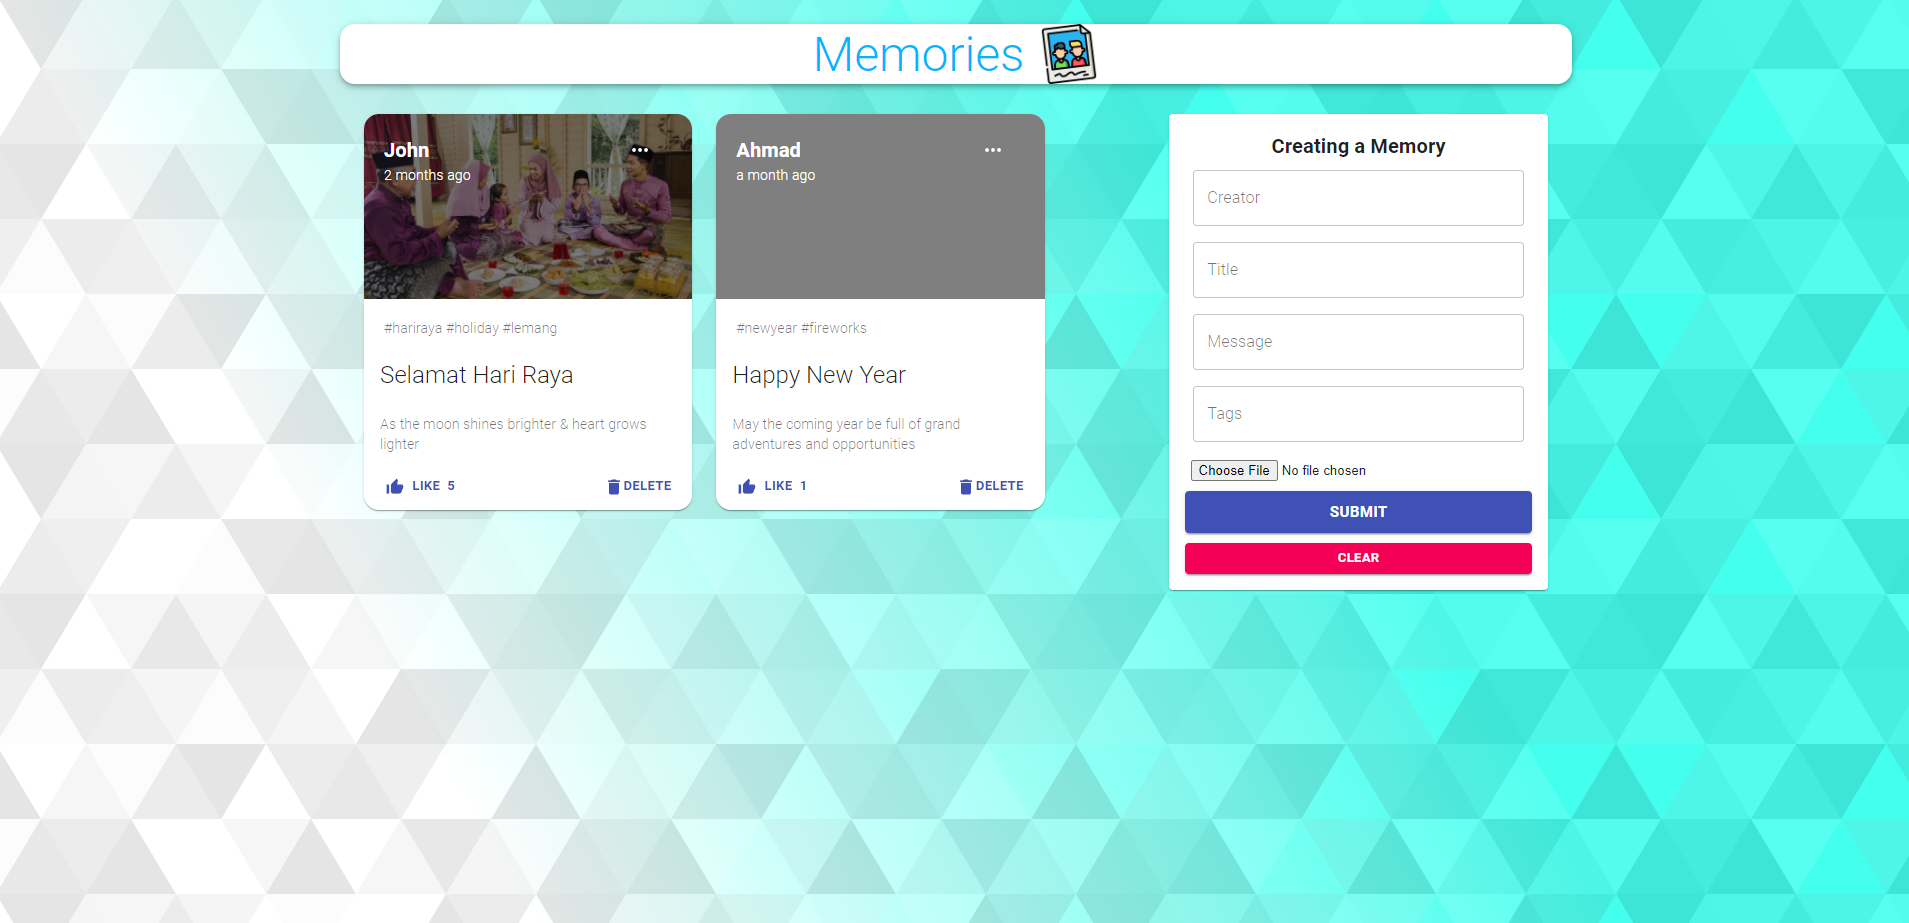 Memories
John
2 months ago
#hariraya #holiday #lemang
Selamat Hari Raya
As the moon shines brighter & heart grows
lighter
LIKE 5
DELETE
Ahmad
a month ago
#newyear #fireworks
Happy New Year
May the coming year be full of grand
adventures and opportunities
LIKE 1
DELETE
Creating a Memory
Creator
Title
Message
Tags
Choose File No file chosen
SUBMIT
CLEAR